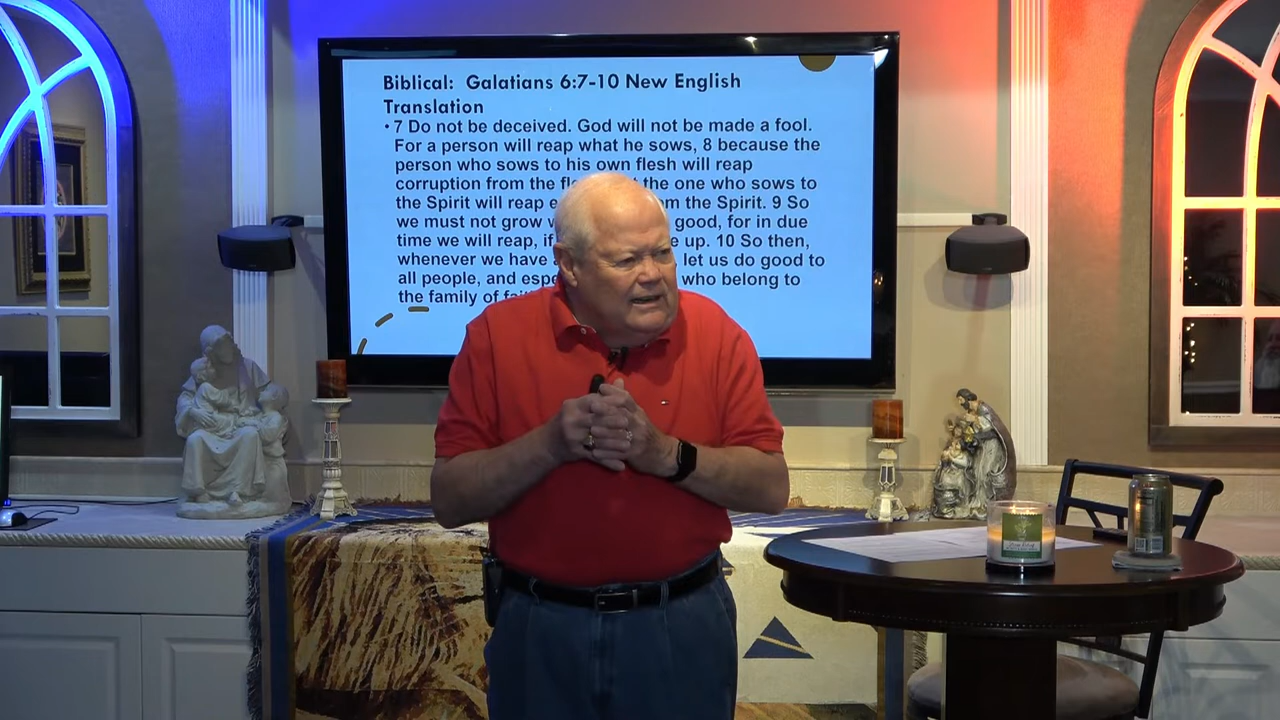 Biblical: Galatians 6:7-10 New English
Translation
• 7 Do not be deceived. God will not be made a fool.
For a person will reap what he sows, 8 because the
person who sows to his own flesh will reap
corruption from the the one who sows to
the Spirit will reap from the Spirit. 9 So
we must not grow good, for in due
time we will reap, if up. 10 So then,
whenever we have let us do good to
all people, and who belong to
the family of